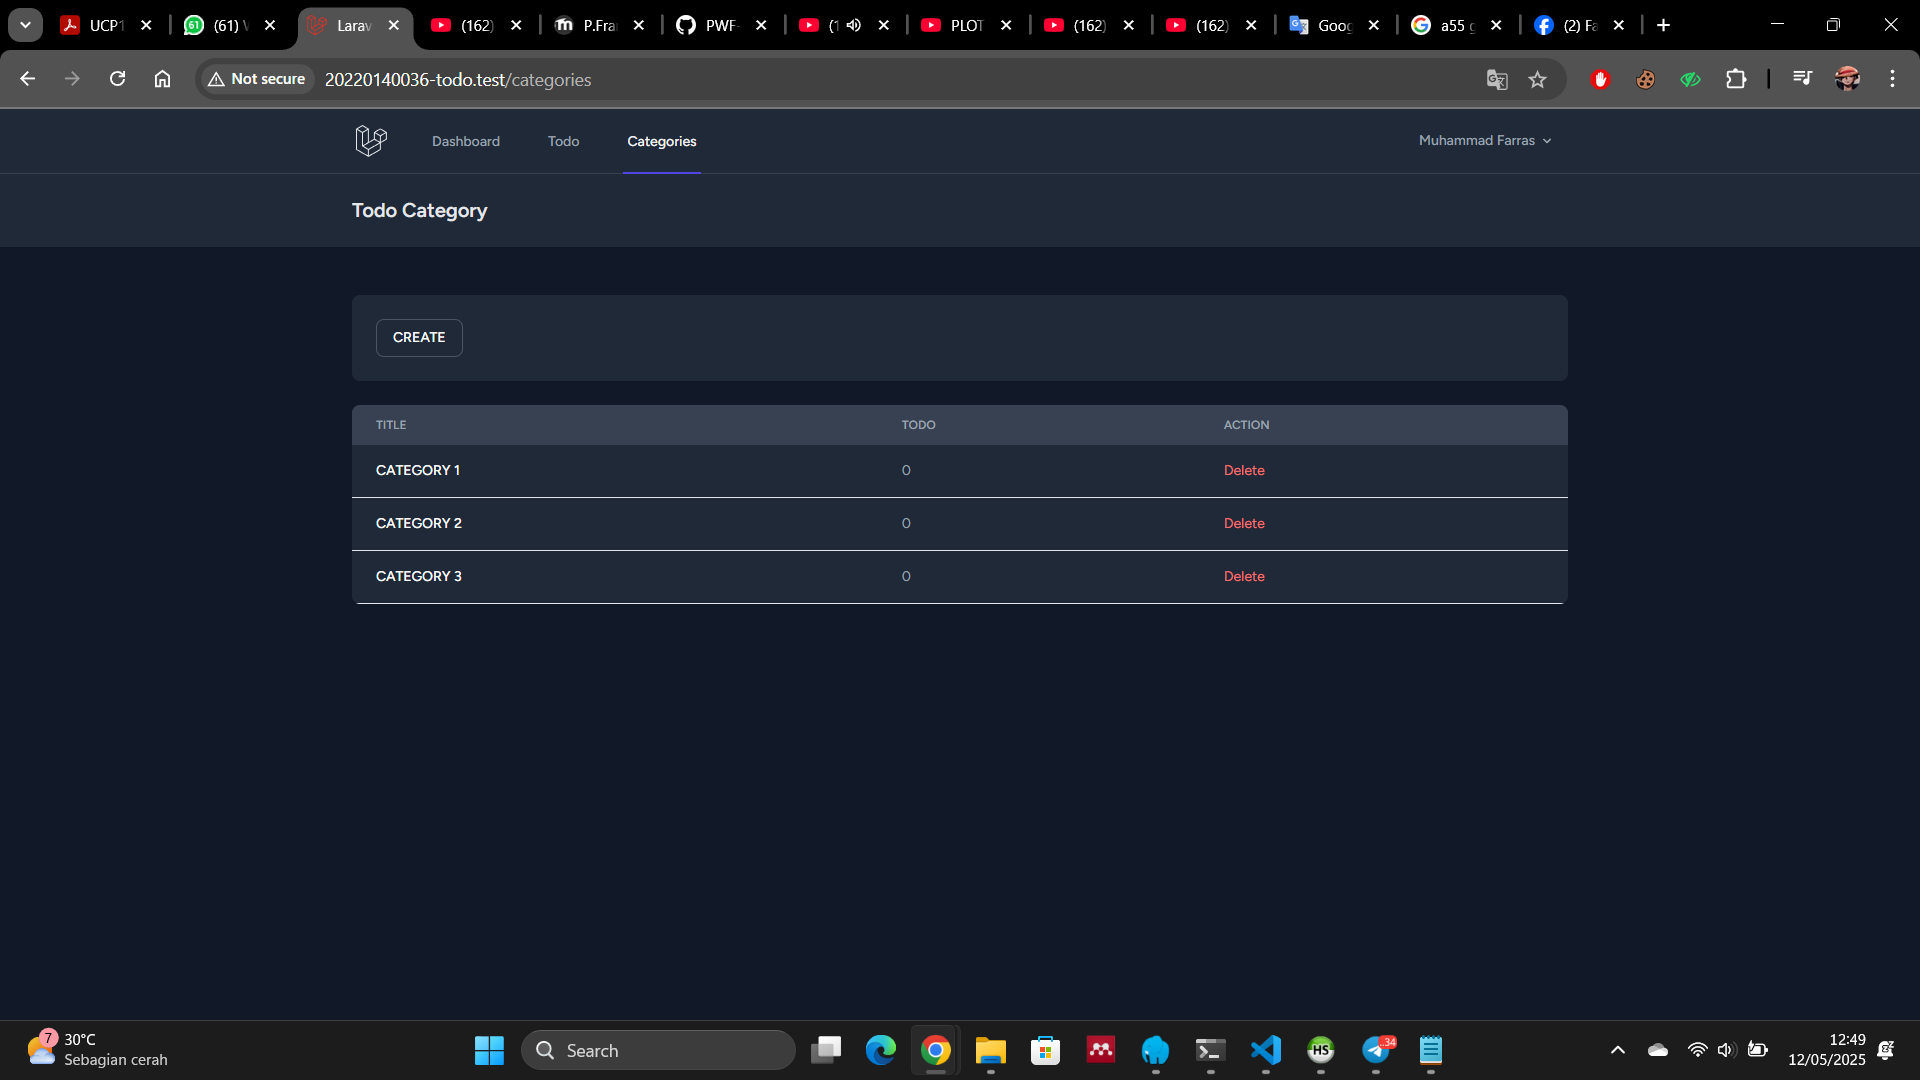 UCP1 (61) W Larav (162) P.Fra PWF- (1 PLOT (162) (162) Goog a55 g (2) Fa
Not secure 20220140036-todo.test/categories
Dashboard Todo Categories Muhammad Farras
Todo Category
CREATE
TITLE TODO ACTION
CATEGORY 1 0 Delete
CATEGORY 2 0 Delete
CATEGORY 3 0 Delete
7 30°C
Sebagian cerah
Search
HS
34
12:49
12/05/2025